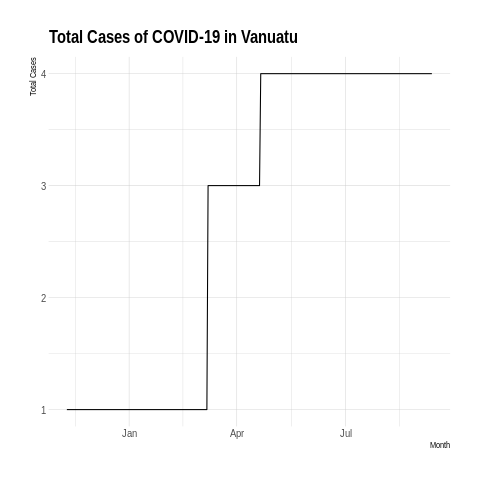 Total Cases of COVID-19 in Vanuatu
Total Cases
4
3
2
1
Jan Apr Jul
Month